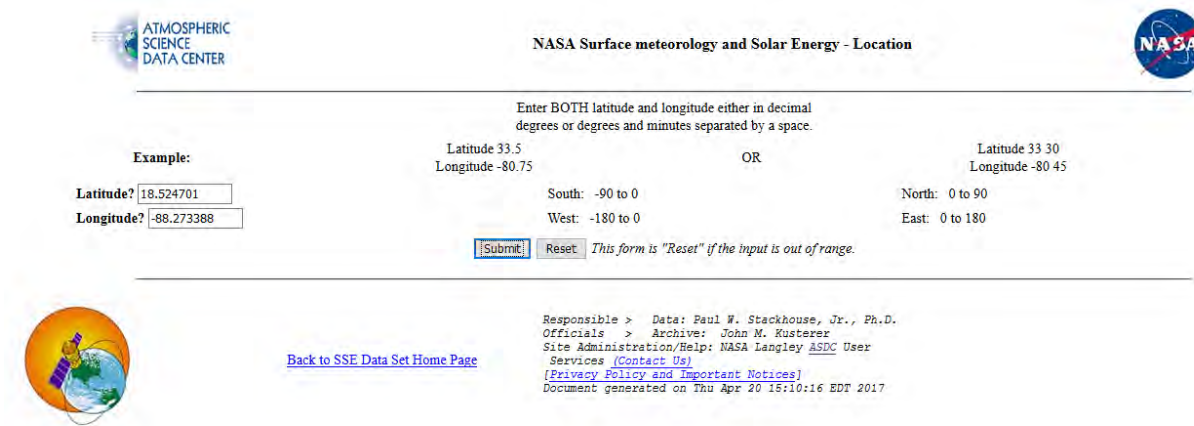 ATMOSPHERIC
SCIENCE
DATA CENTER
NASA Surface meteorology and Solar Energy - Location
NASA
Enter BOTH latitude and longitude either in decimal
degrees or degrees and minutes separated by a space.
Example:
Latitude 33.5
Longitude -80.75
OR
Latitude 33 30
Longitude -80 45
Latitude? 18.524701
South: -90 to 0
North: 0 to 90
Longitude? -88.273388
West: -180 to 0
East: 0 to 180
Submit Reset This form is "Reset" if the input is out of range.
Responsible > Data: Paul W. Stackhouse, Jr., Ph.D.
Officials > Archive: John M. Kusterer
Site Administration/Help: NASA Langley ASDC User
Services (Contact Us)
[Privacy Policy and Important Notices]
Document generated on Thu Apr 20 15:10:16 EDT 2017
Back to SSE Data Set Home Page